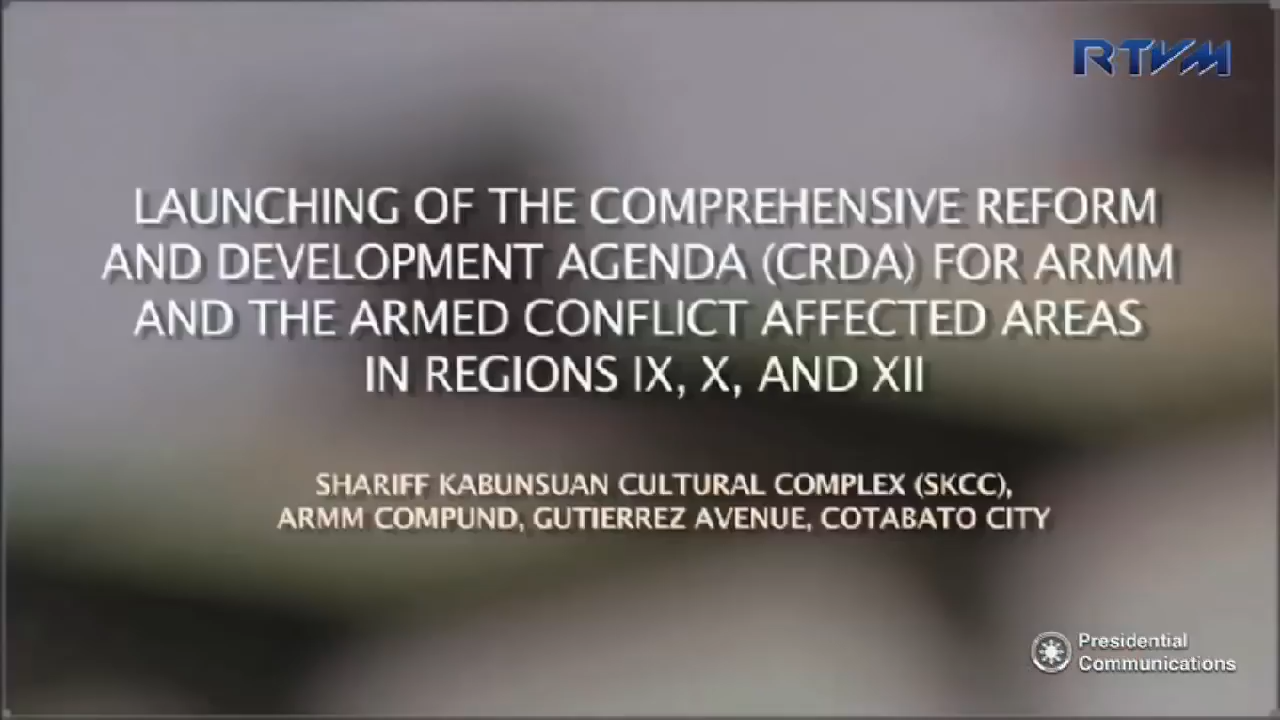 RTVM
LAUNCHING OF THE COMPREHENSIVE REFORM
AND DEVELOPMENT AGENDA (CRDA) FOR ARMM
AND THE ARMED CONFLICT AFFECTED AREAS
IN REGIONS IX, X, AND XII
SHARIFF KABUNSUAN CULTURAL COMPLEX (SKCC),
ARMM COMPUND, GUTIERREZ AVENUE, COTABATO CITY
Presidential
Communications